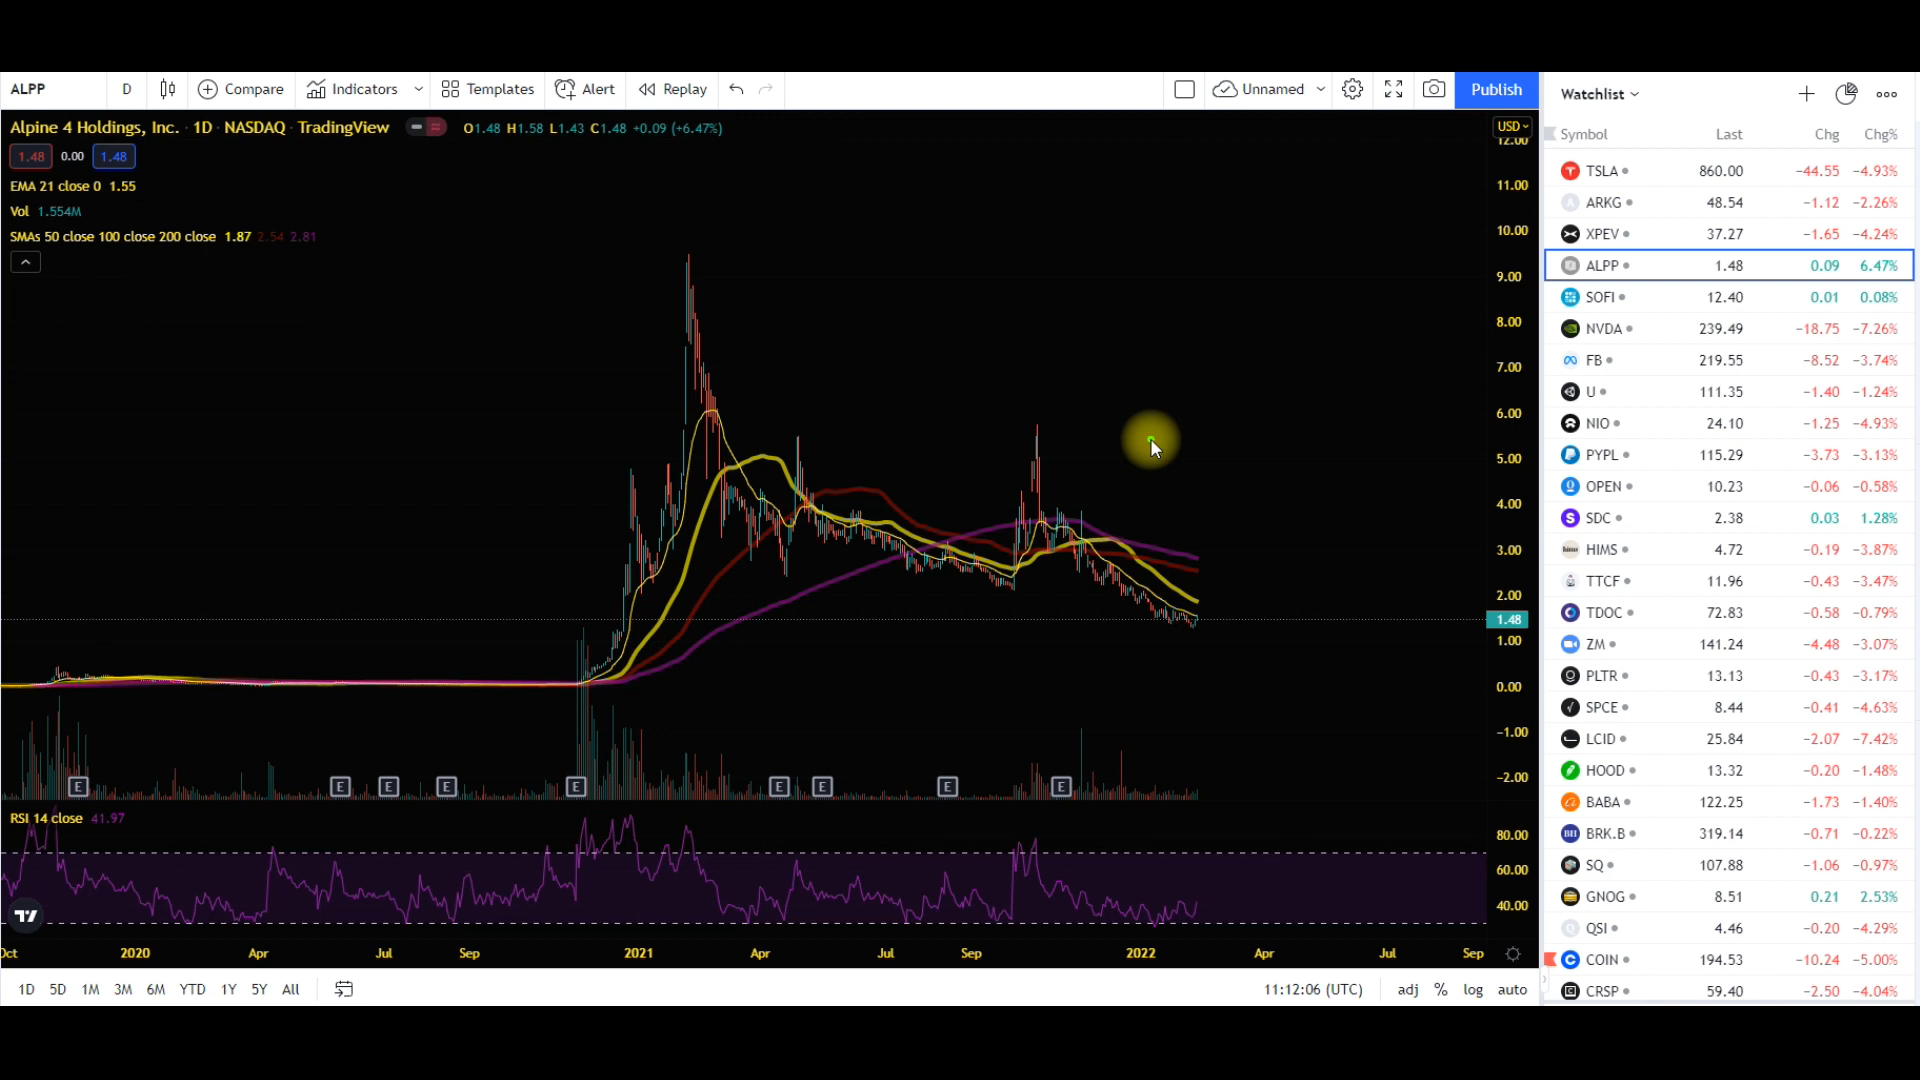 ALPP D Compare Indicators Templates Alert Replay Unnamed Publish
Alpine 4 Holdings, Inc. · 1D · NASDAQ · TradingView O1.48 H1.58 L1.43 C1.48 +0.09 (+6.47%)
1.48 0.00 1.48
EMA 21 close 0 1.55
Vol 1.554M
SMAs 50 close 100 close 200 close 1.87 2.54 2.81
USD
12.00
11.00
10.00
9.00
8.00
7.00
6.00
5.00
4.00
3.00
2.00
1.48
1.00
0.00
−1.00
−2.00
E E E E E E E E E
RSI 14 close 41.97
80.00
60.00
40.00
Oct 2020 Apr Jul Sep 2021 Apr Jul Sep 2022 Apr Jul Sep
1D 5D 1M 3M 6M YTD 1Y 5Y All 11:12:06 (UTC) adj % log auto
Watchlist
Symbol Last Chg Chg%
TSLA 860.00 −44.55 −4.93%
ARKG 48.54 −1.12 −2.26%
XPEV 37.27 −1.65 −4.24%
ALPP 1.48 0.09 6.47%
SOFI 12.40 0.01 0.08%
NVDA 239.49 −18.75 −7.26%
FB 219.55 −8.52 −3.74%
U 111.35 −1.40 −1.24%
NIO 24.10 −1.25 −4.93%
PYPL 115.29 −3.73 −3.13%
OPEN 10.23 −0.06 −0.58%
SDC 2.38 0.03 1.28%
HIMS 4.72 −0.19 −3.87%
TTCF 11.96 −0.43 −3.47%
TDOC 72.83 −0.58 −0.79%
ZM 141.24 −4.48 −3.07%
PLTR 13.13 −0.43 −3.17%
SPCE 8.44 −0.41 −4.63%
LCID 25.84 −2.07 −7.42%
HOOD 13.32 −0.20 −1.48%
BABA 122.25 −1.73 −1.40%
BRK.B 319.14 −0.71 −0.22%
SQ 107.88 −1.06 −0.97%
GNOG 8.51 0.21 2.53%
QSI 4.46 −0.20 −4.29%
COIN 194.53 −10.24 −5.00%
CRSP 59.40 −2.50 −4.04%